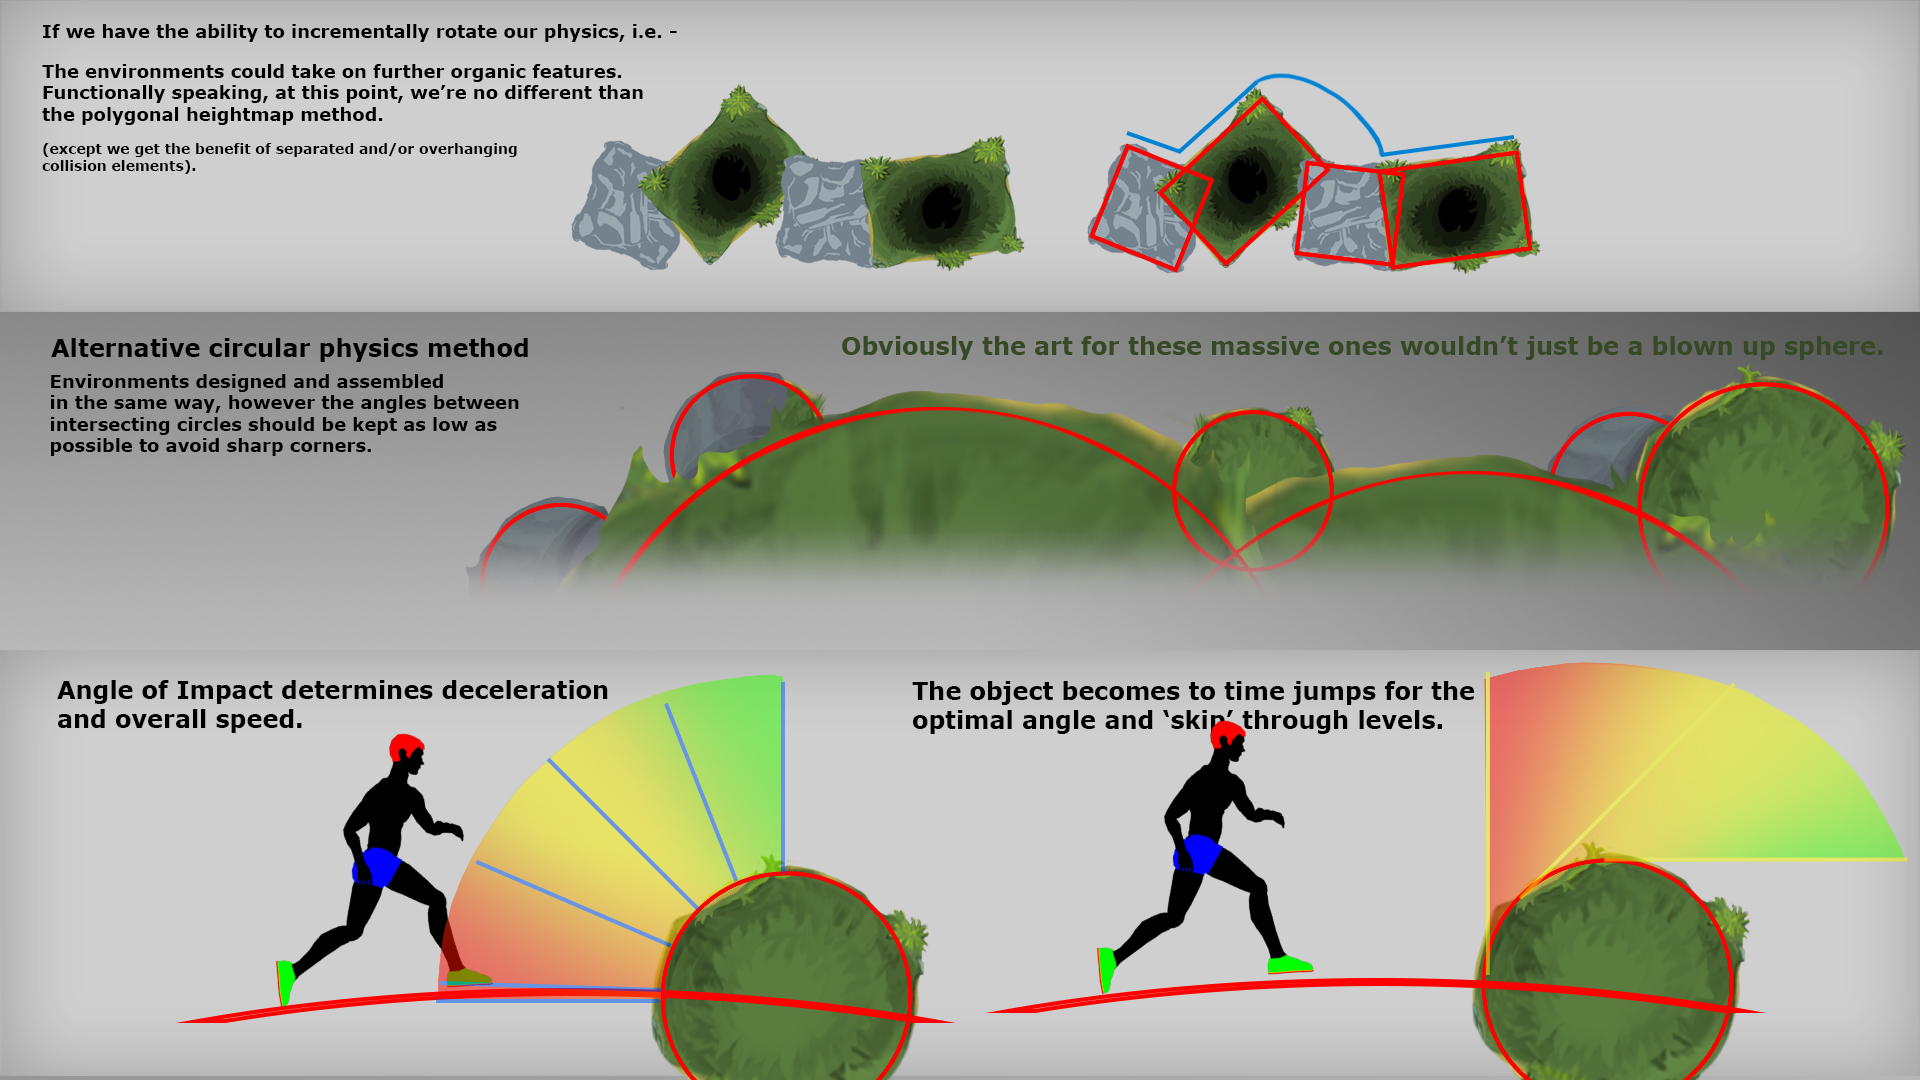 If we have the ability to incrementally rotate our physics, i.e. -
The environments could take on further organic features.
Functionally speaking, at this point, we’re no different than
the polygonal heightmap method.
(except we get the benefit of separated and/or overhanging
collision elements).
Alternative circular physics method
Environments designed and assembled
in the same way, however the angles between
intersecting circles should be kept as low as
possible to avoid sharp corners.
Obviously the art for these massive ones wouldn’t just be a blown up sphere.
Angle of Impact determines deceleration
and overall speed.
The object becomes to time jumps for the
optimal angle and ‘skip’ through levels.